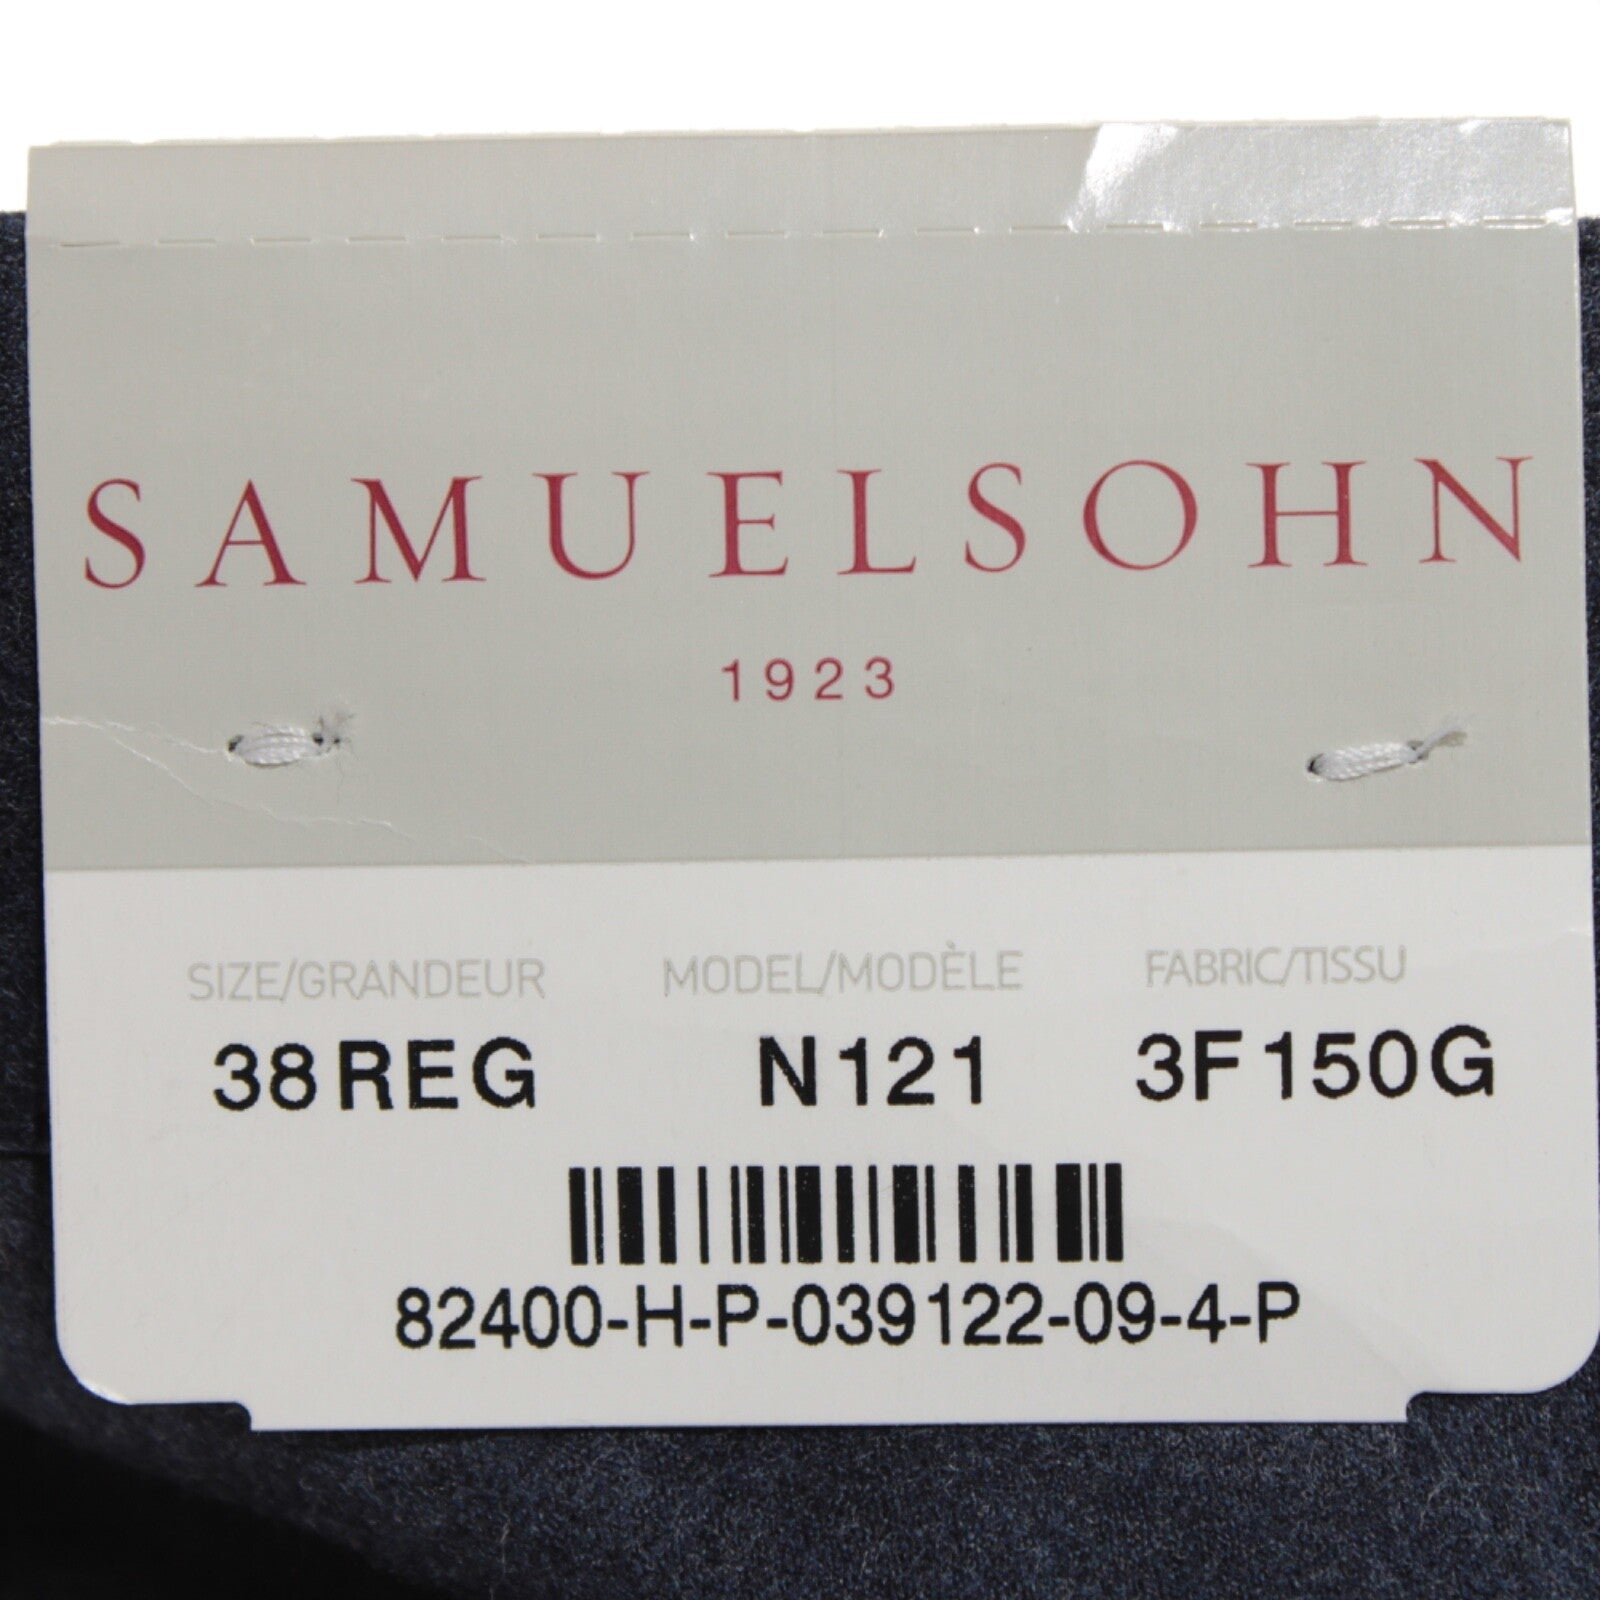 SAMUELSOHN
1923
SIZE/GRANDEUR MODEL/MODÈLE FABRIC/TISSU
38REG N121 3F150G
82400-H-P-039122-09-4-P